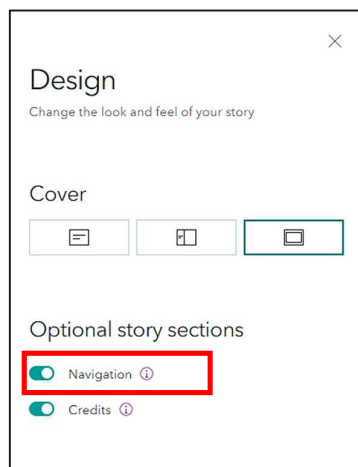 Design
Change the look and feel of your story
Cover
Optional story sections
Navigation
Credits